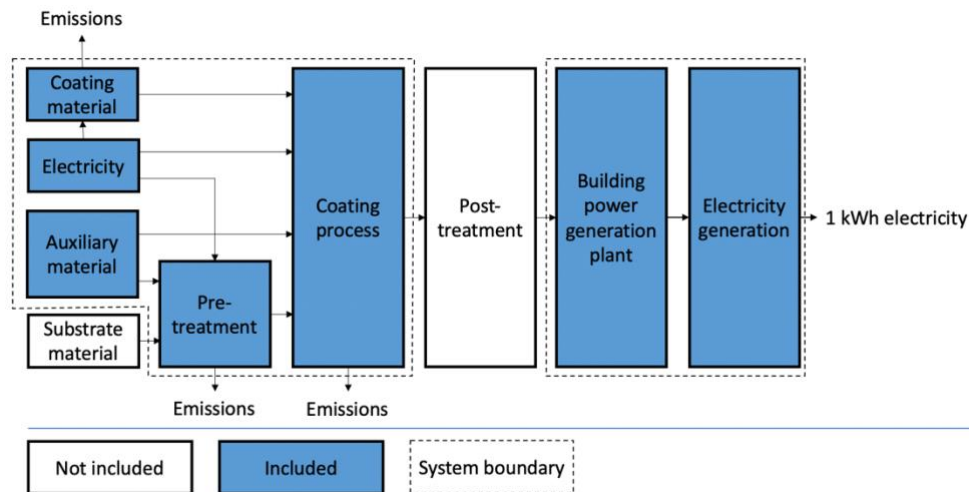 Emissions
Coating
material
Electricity
Auxiliary
material
Substrate
material
Pre-
treatment
Coating
process
Post-
treatment
Building
power
generation
plant
Electricity
generation
1 kWh electricity
Emissions
Emissions
Not included
Included
System boundary